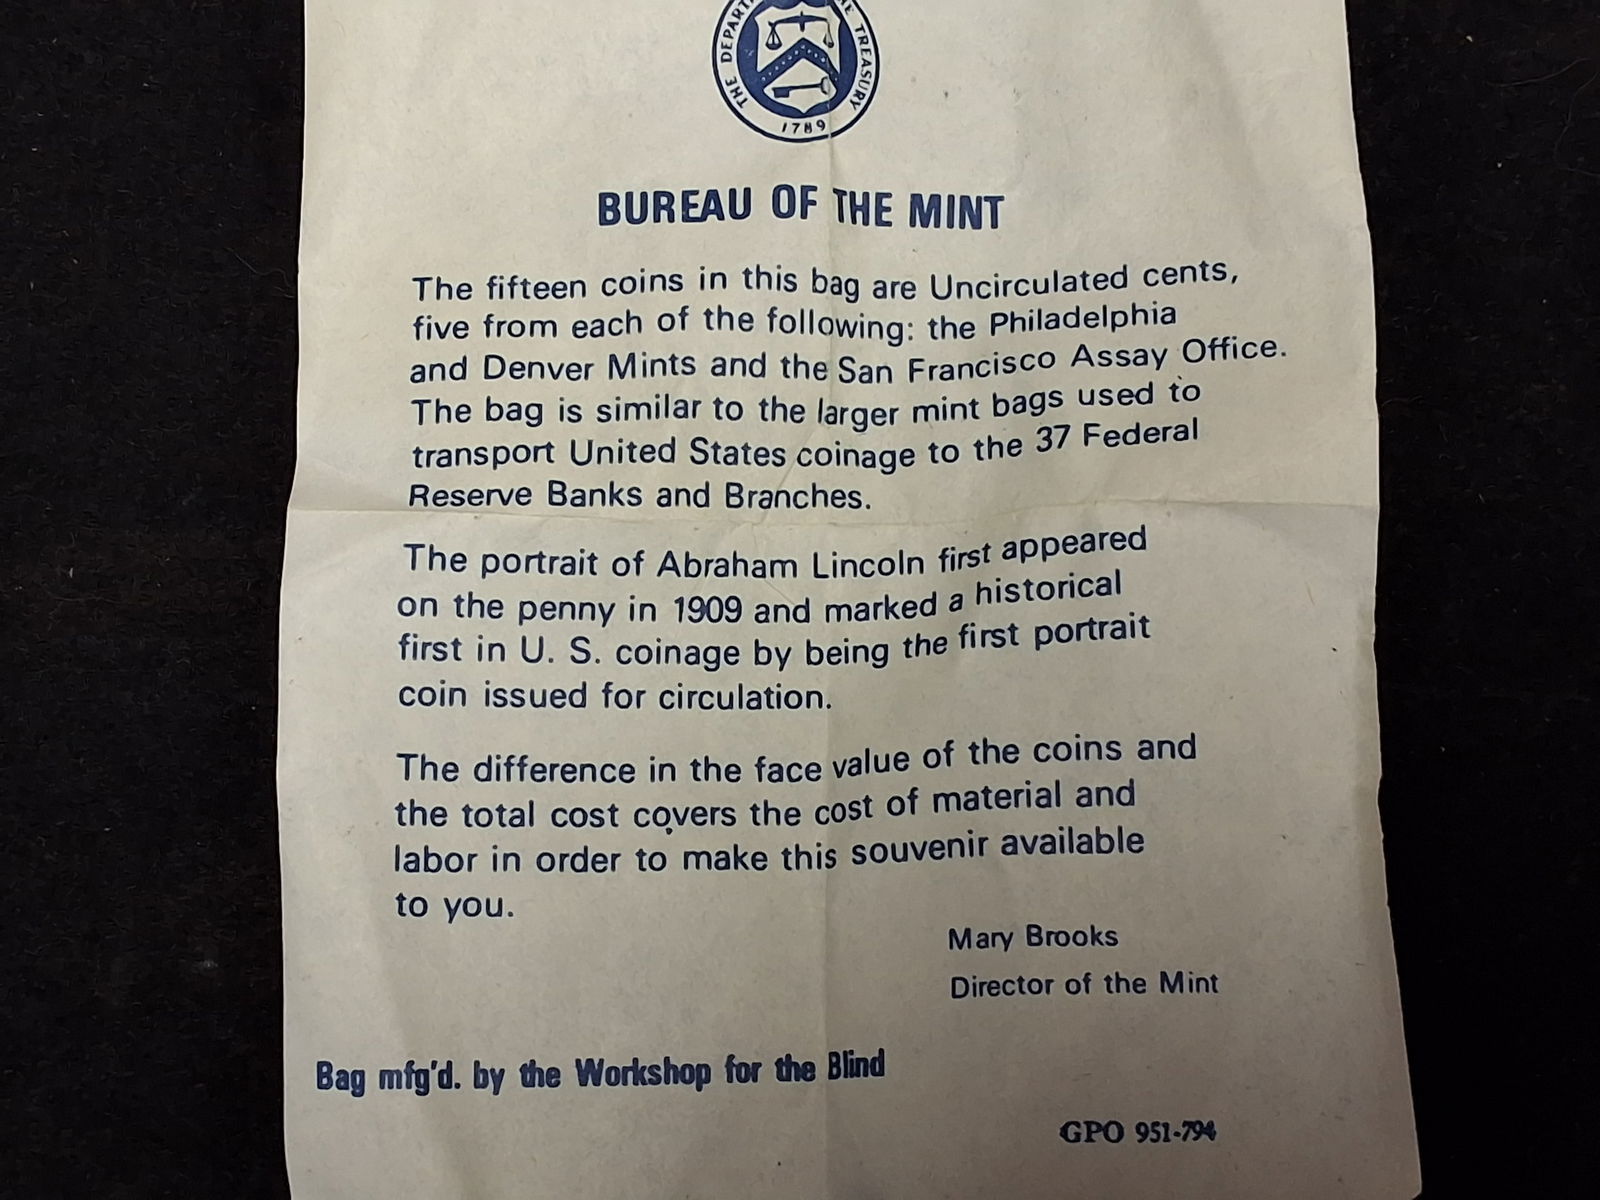 THE DEPART THE TREASURY
1789
BUREAU OF THE MINT
The fifteen coins in this bag are Uncirculated cents,
five from each of the following: the Philadelphia
and Denver Mints and the San Francisco Assay Office.
The bag is similar to the larger mint bags used to
transport United States coinage to the 37 Federal
Reserve Banks and Branches.
The portrait of Abraham Lincoln first appeared
on the penny in 1909 and marked a historical
first in U. S. coinage by being the first portrait
coin issued for circulation.
The difference in the face value of the coins and
the total cost covers the cost of material and
labor in order to make this souvenir available
to you.
Mary Brooks
Director of the Mint
Bag mfg'd. by the Workshop for the Blind
GPO 951-794